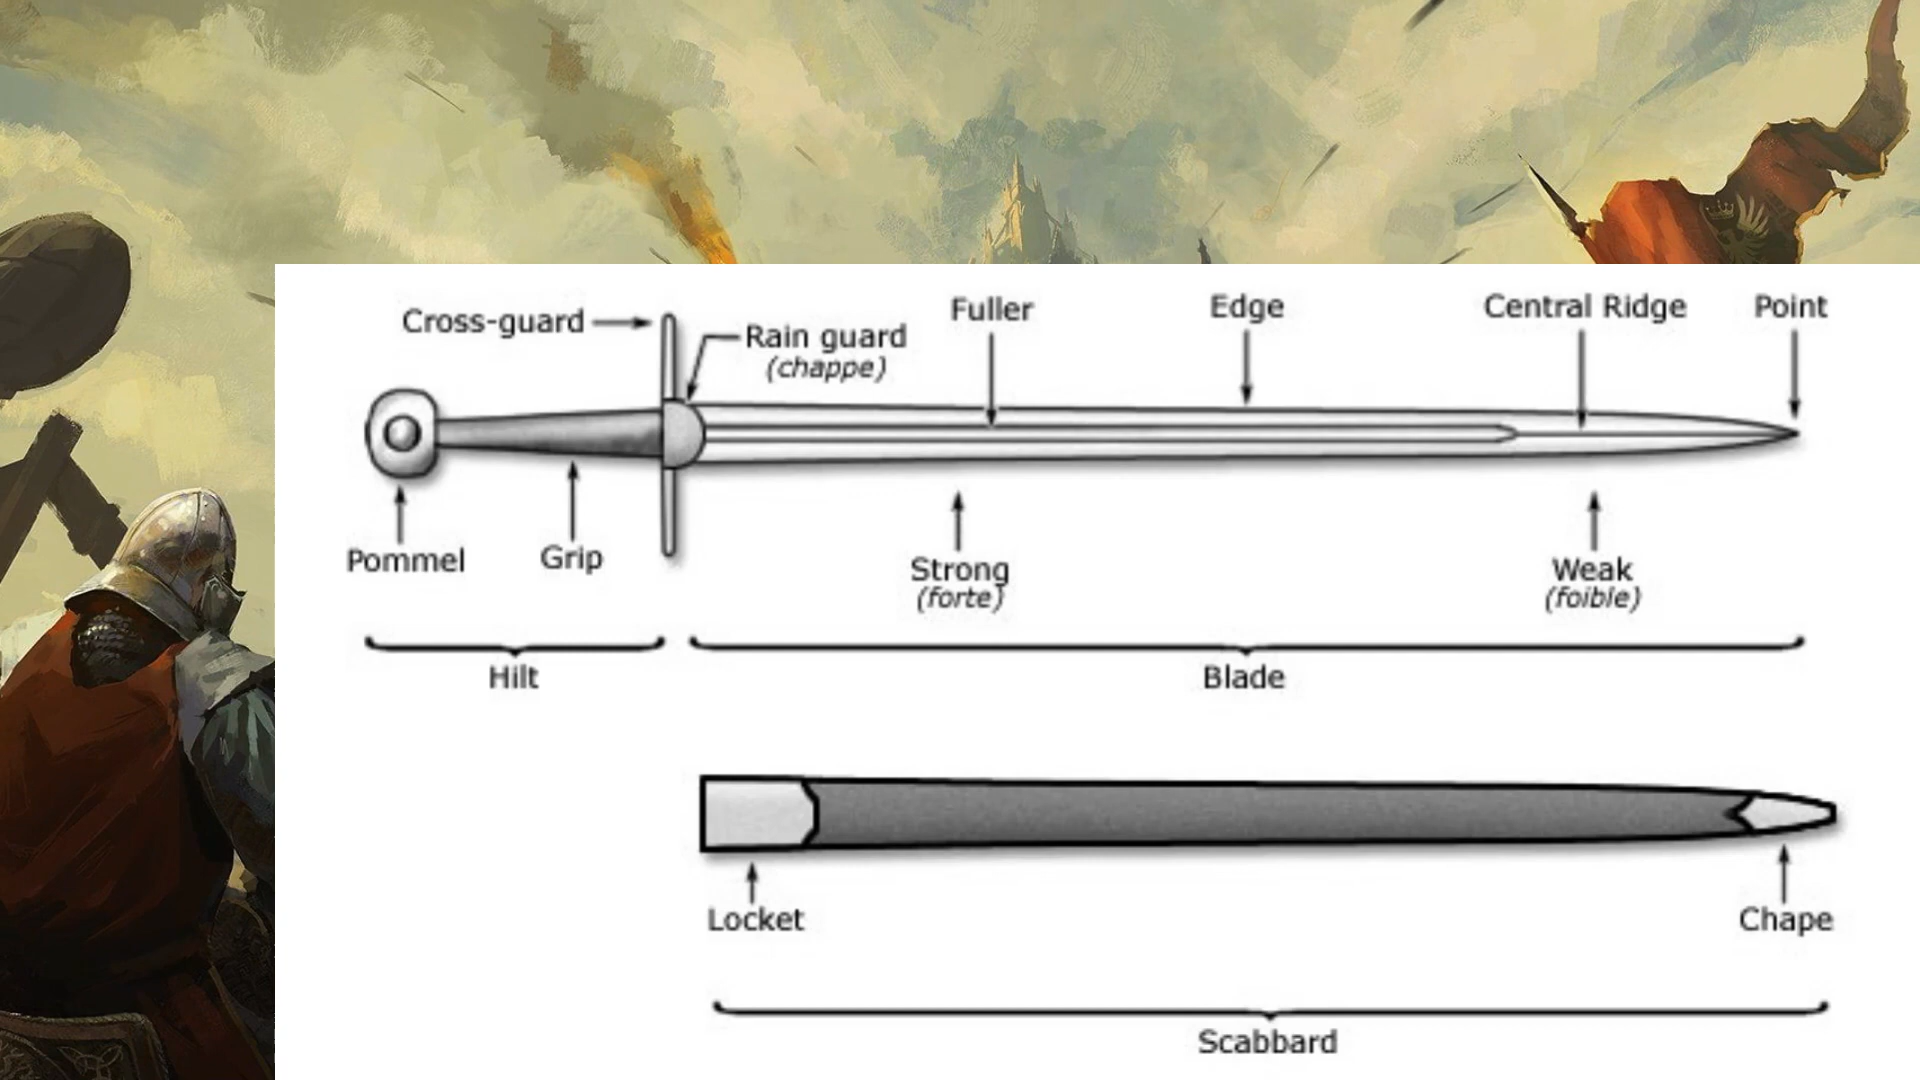 Cross-guard
Rain guard
(chappe)
Fuller
Edge
Central Ridge
Point
Pommel
Grip
Strong
(forte)
Weak
(foible)
Hilt
Blade
Locket
Chape
Scabbard